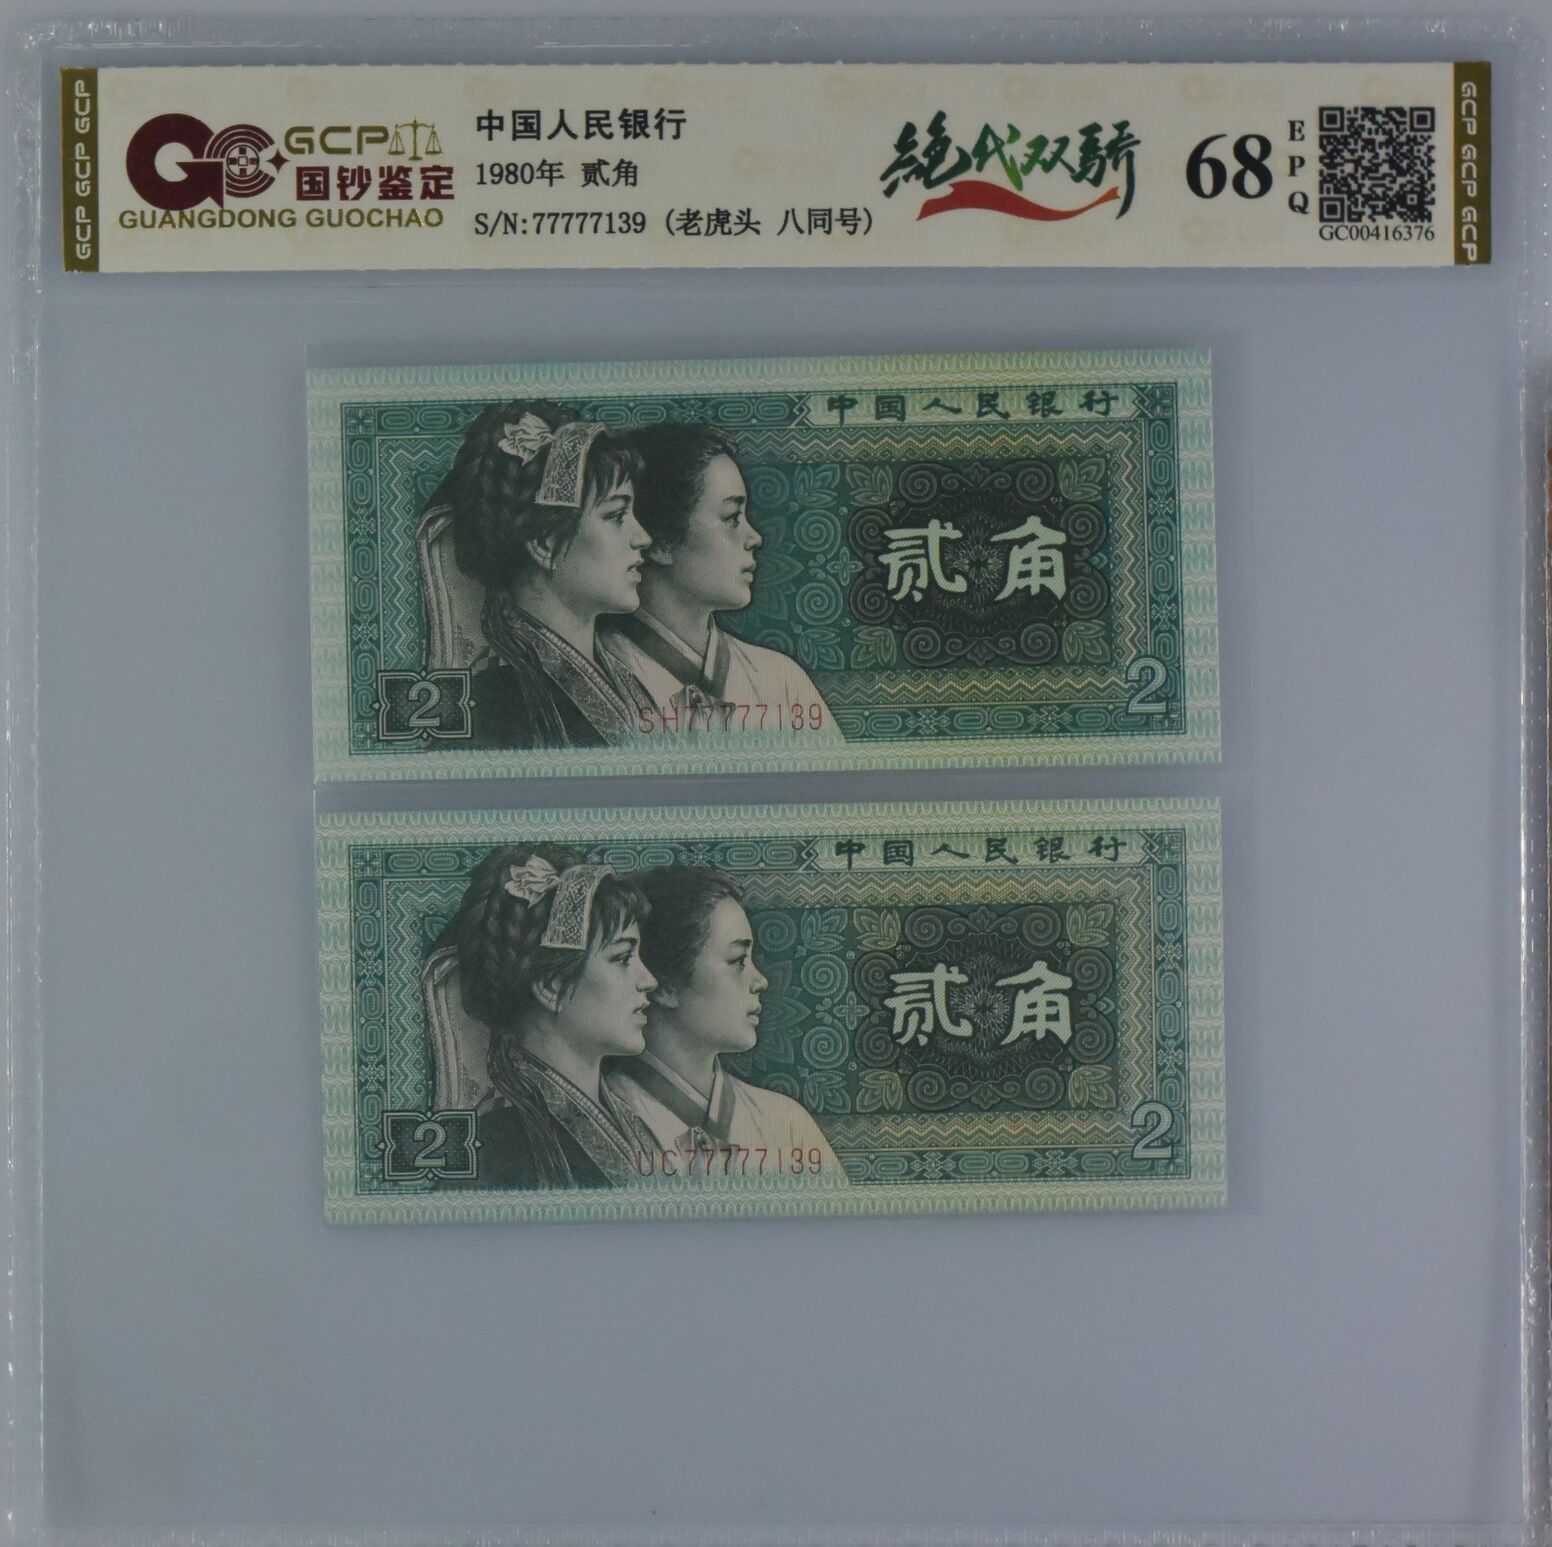 GCP GCP GCP
GCP
国钞鉴定
GUANGDONG GUOCHAO
中国人民银行
1980年 贰角
S/N:77777139 (老虎头 八同号)
絕代双驕
68
EPQ
GC00416376
GCP GCP GCP
中国人民银行
贰角
2
2
SH77777139
中国人民银行
贰角
2
2
UC77777139